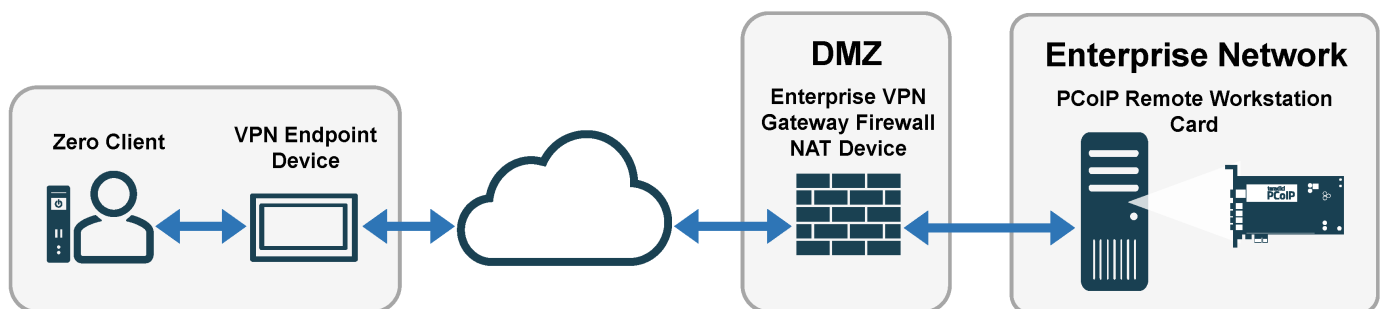 Zero Client
VPN Endpoint
Device
DMZ
Enterprise VPN
Gateway Firewall
NAT Device
Enterprise Network
PCoIP Remote Workstation
Card
PCoIP